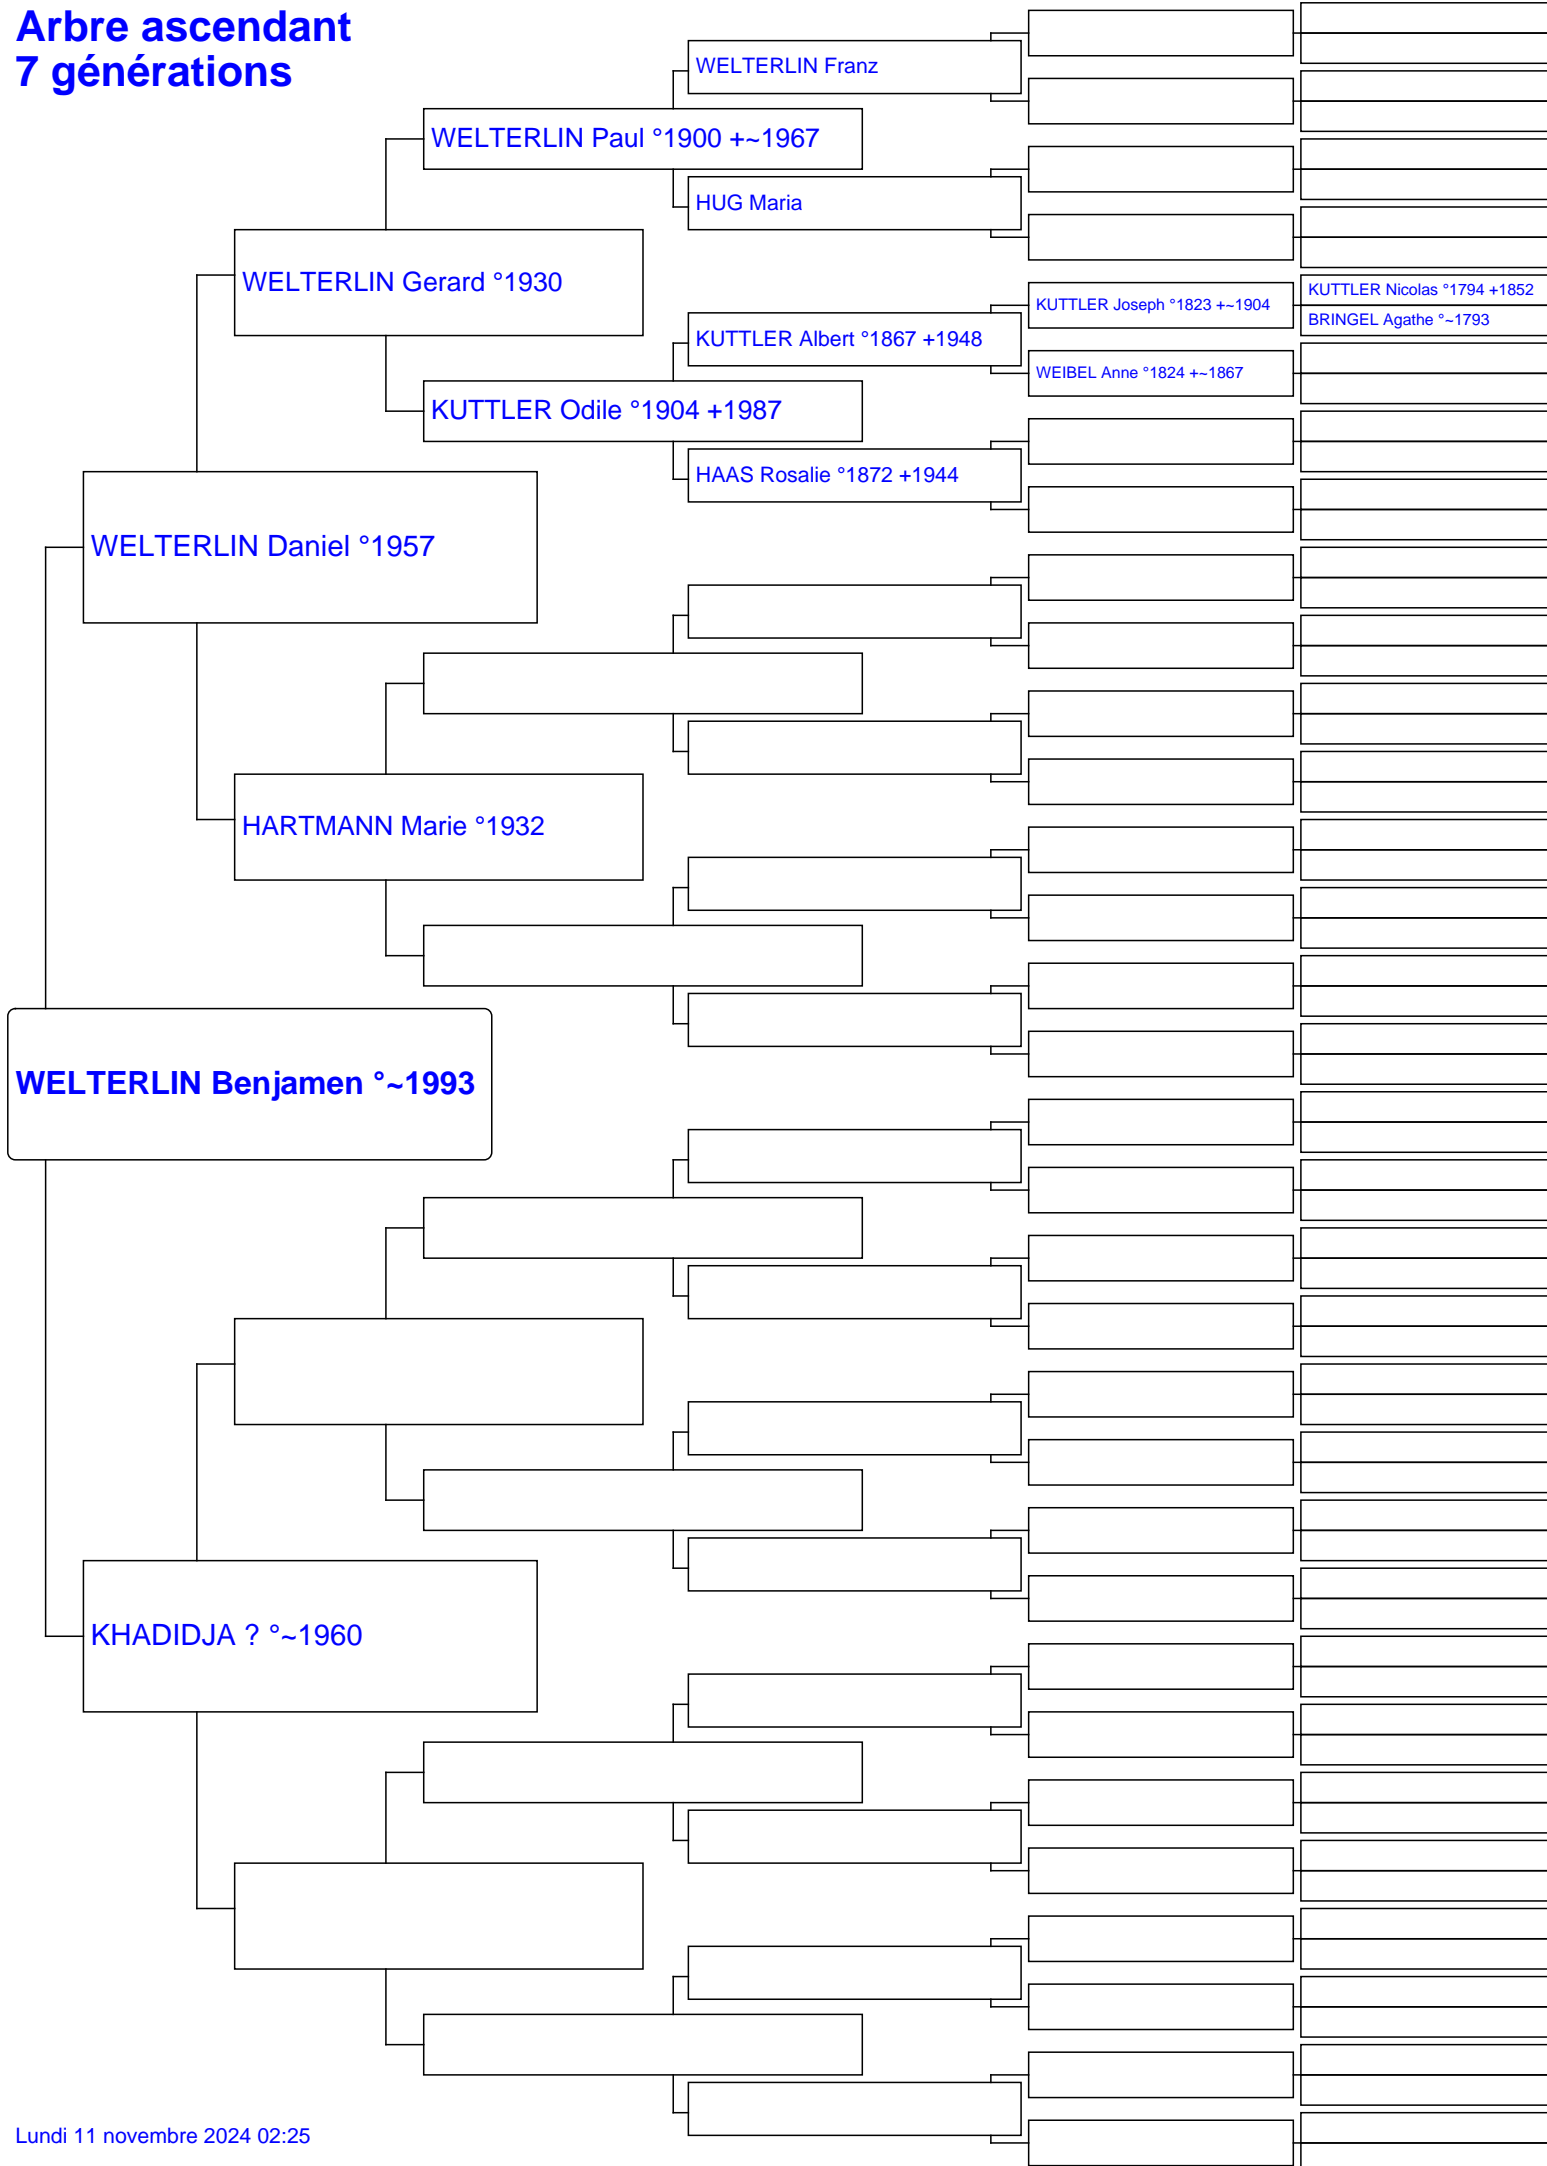 Arbre ascendant
7 générations
WELTERLIN Franz
WELTERLIN Paul °1900 +~1967
HUG Maria
WELTERLIN Gerard °1930
KUTTLER Nicolas °1794 +1852
KUTTLER Joseph °1823 +~1904
BRINGEL Agathe °~1793
KUTTLER Albert °1867 +1948
WEIBEL Anne °1824 +~1867
KUTTLER Odile °1904 +1987
HAAS Rosalie °1872 +1944
WELTERLIN Daniel °1957
HARTMANN Marie °1932
WELTERLIN Benjamen °~1993
KHADIDJA ? °~1960
Lundi 11 novembre 2024 02:25